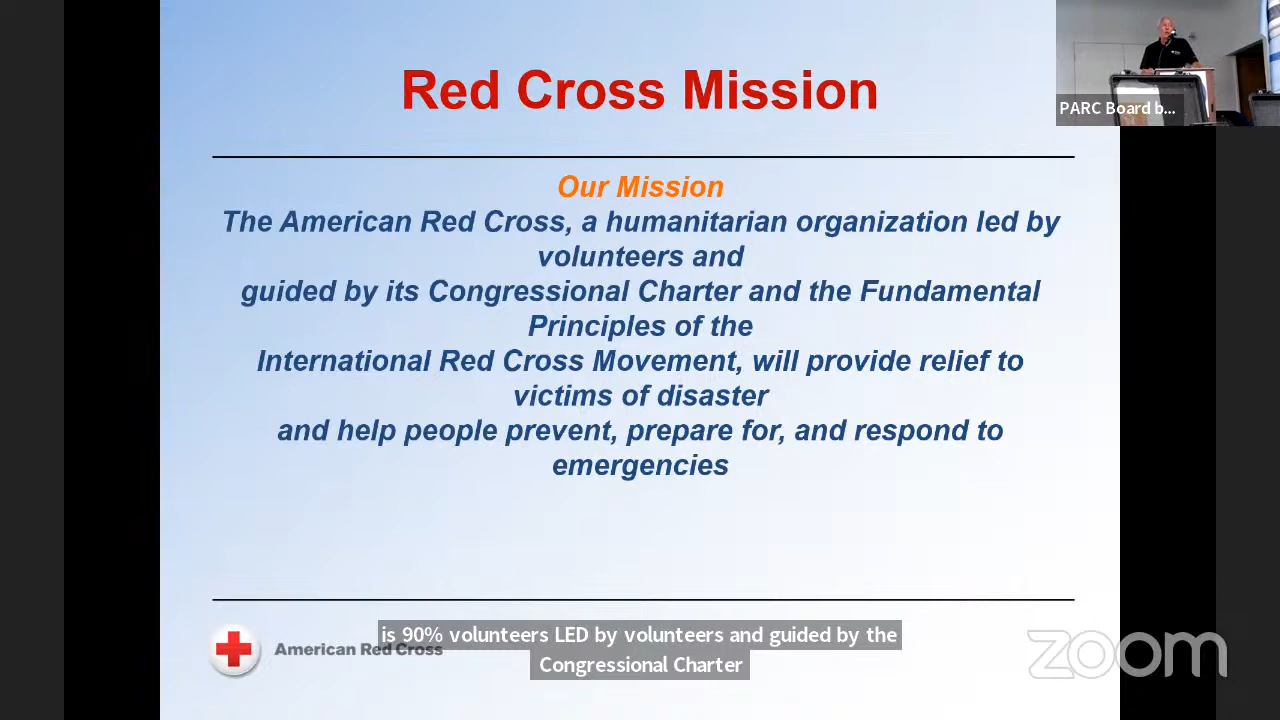 Red Cross Mission
PARC Board b...
Our Mission
The American Red Cross, a humanitarian organization led by
volunteers and
guided by its Congressional Charter and the Fundamental
Principles of the
International Red Cross Movement, will provide relief to
victims of disaster
and help people prevent, prepare for, and respond to
emergencies
is 90% volunteers LED by volunteers and guided by the
Congressional Charter
American Red Cross
zoom